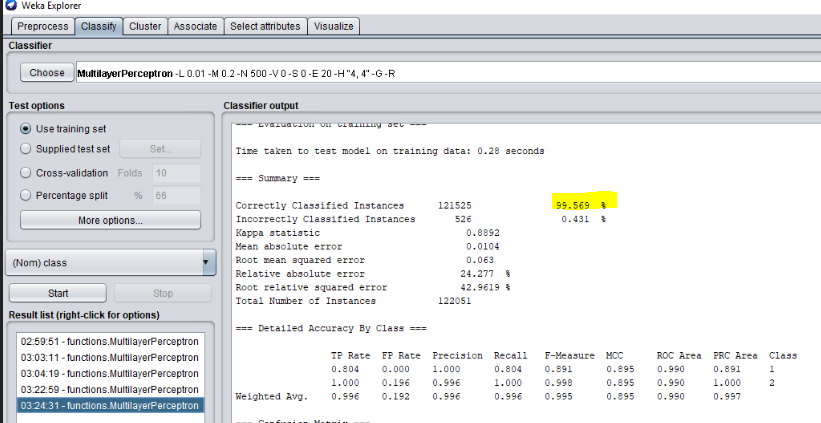 Weka Explorer
Preprocess Classify Cluster Associate Select attributes Visualize
Classifier
Choose MultilayerPerceptron -L 0.01 -M 0.2 -N 500 -V 0 -S 0 -E 20 -H "4, 4" -G -R
Test options
Use training set
Supplied test set Set...
Cross-validation Folds 10
Percentage split % 66
More options...
(Nom) class
Start Stop
Result list (right-click for options)
02:59:51 - functions.MultilayerPerceptron
03:03:11 - functions.MultilayerPerceptron
03:04:19 - functions.MultilayerPerceptron
03:22:59 - functions.MultilayerPerceptron
03:24:31 - functions.MultilayerPerceptron
Classifier output
=== Evaluation on training set ===
Time taken to test model on training data: 0.28 seconds
=== Summary ===
Correctly Classified Instances 121525 99.569 %
Incorrectly Classified Instances 526 0.431 %
Kappa statistic 0.8892
Mean absolute error 0.0104
Root mean squared error 0.063
Relative absolute error 24.277 %
Root relative squared error 42.9619 %
Total Number of Instances 122051
=== Detailed Accuracy By Class ===
TP Rate FP Rate Precision Recall F-Measure MCC ROC Area PRC Area Class
0.804 0.000 1.000 0.804 0.891 0.895 0.990 0.891 1
1.000 0.196 0.996 1.000 0.998 0.895 0.990 1.000 2
Weighted Avg. 0.996 0.192 0.996 0.996 0.995 0.895 0.990 0.997
=== Confusion Matrix ===